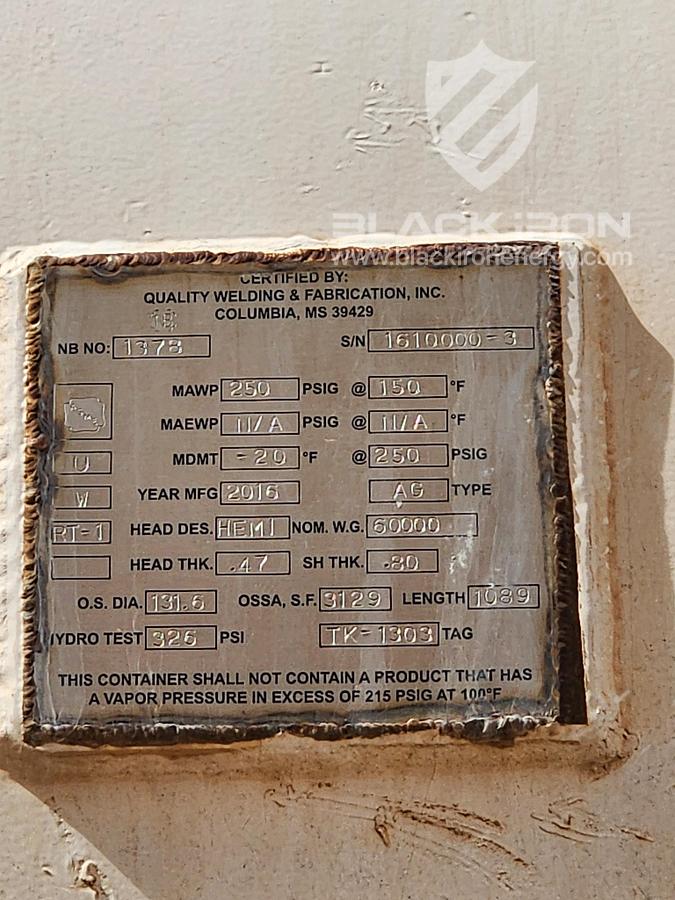 BLACK IRON
www.blackironenergy.com
CERTIFIED BY:
QUALITY WELDING & FABRICATION, INC.
COLUMBIA, MS 39429
NB NO: 1378 S/N 1610000-3
MAWP 250 PSIG @ 150 °F
MAEWP N/A PSIG @ N/A °F
U MDMT -20 °F @ 250 PSIG
W YEAR MFG 2016 AG TYPE
RT-1 HEAD DES. HEMI NOM. W.G. 60000
HEAD THK. .47 SH THK. .80
O.S. DIA. 131.6 OSSA, S.F. 3129 LENGTH 1089
HYDRO TEST 326 PSI TK-1303 TAG
THIS CONTAINER SHALL NOT CONTAIN A PRODUCT THAT HAS
A VAPOR PRESSURE IN EXCESS OF 215 PSIG AT 100°F